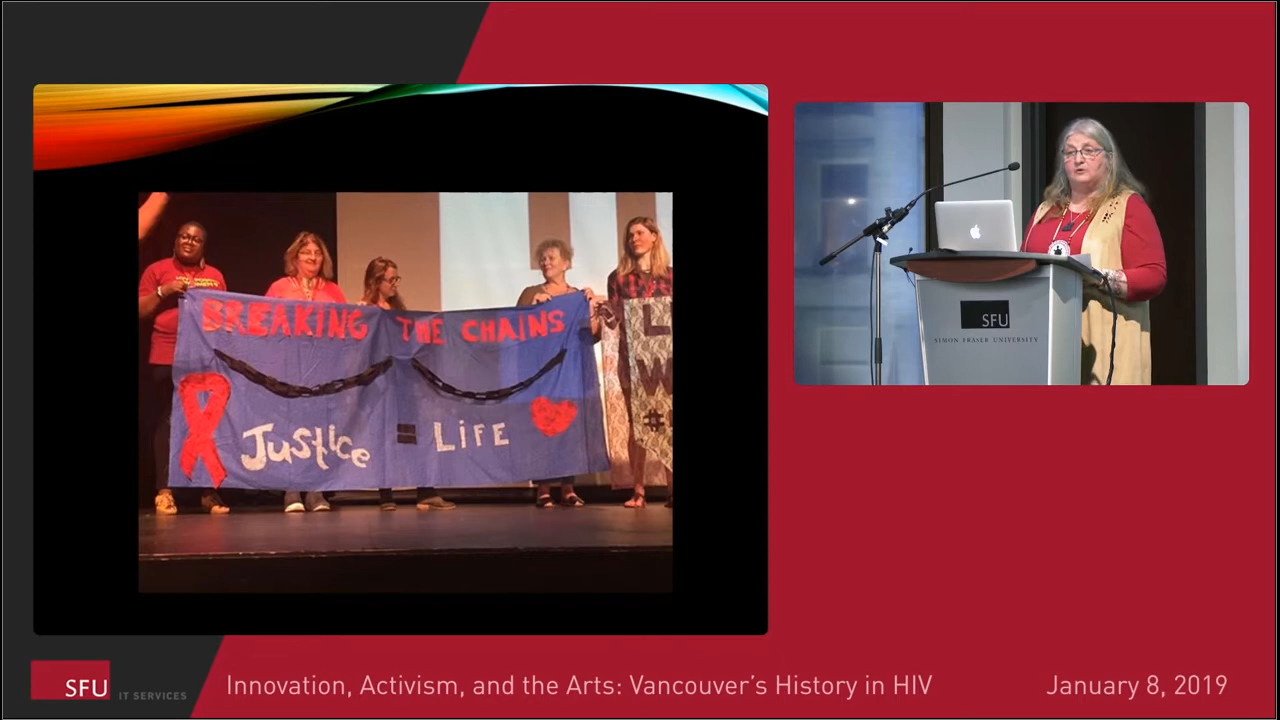 BREAKING THE CHAINS
Justice = LiFE
L
W
#
SFU
SIMON FRASER UNIVERSITY
SFU IT SERVICES
Innovation, Activism, and the Arts: Vancouver's History in HIV
January 8, 2019